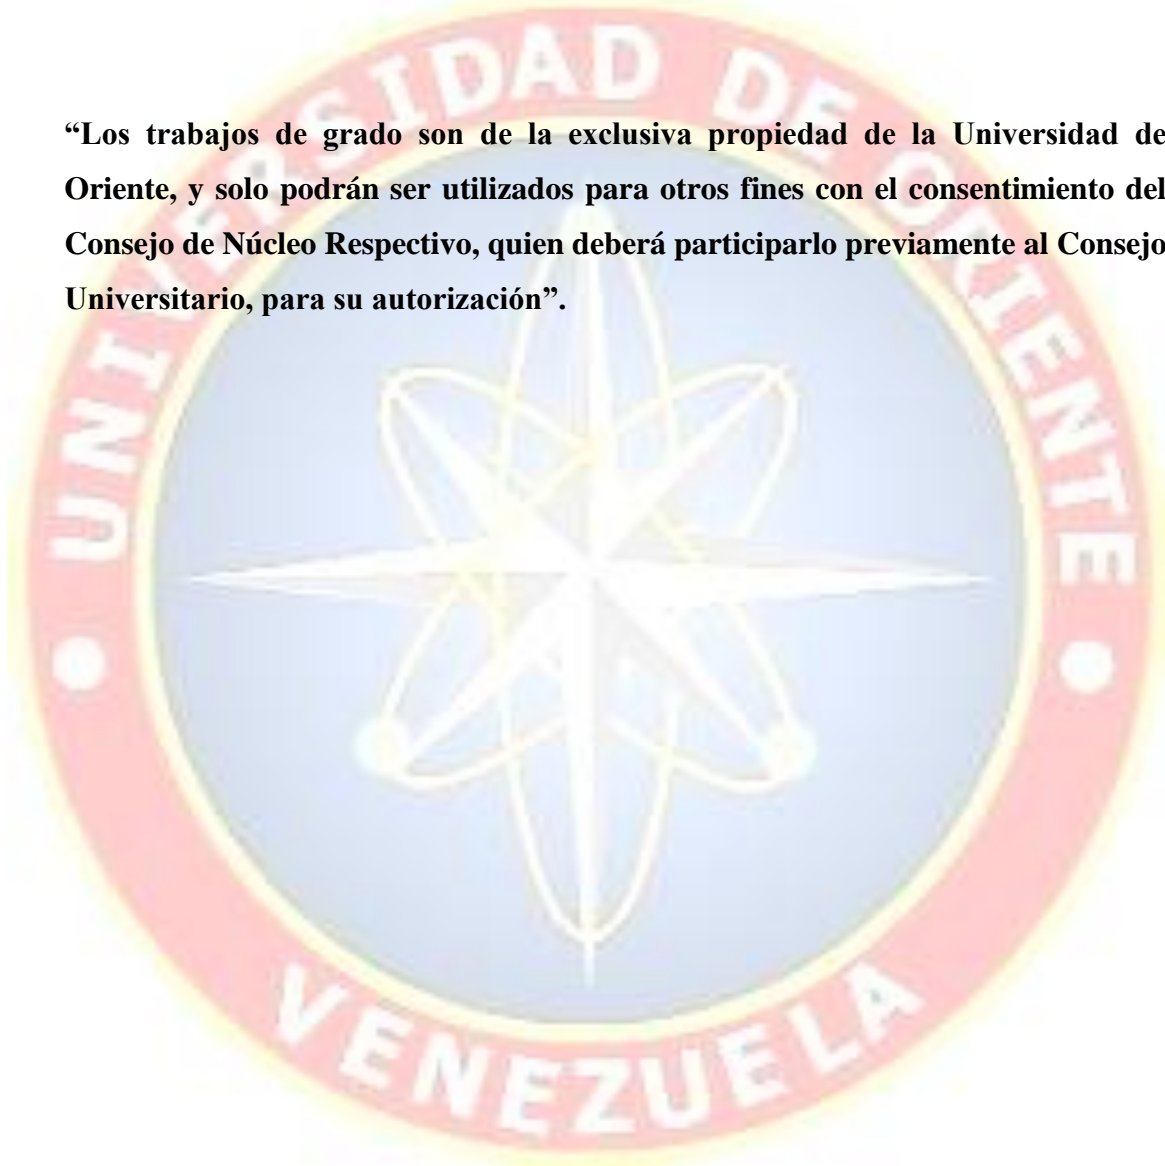 UNIVERSIDAD DE ORIENTE
“Los trabajos de grado son de la exclusiva propiedad de la Universidad de
Oriente, y solo podrán ser utilizados para otros fines con el consentimiento del
Consejo de Núcleo Respectivo, quien deberá participarlo previamente al Consejo
Universitario, para su autorización”.
VENEZUELA